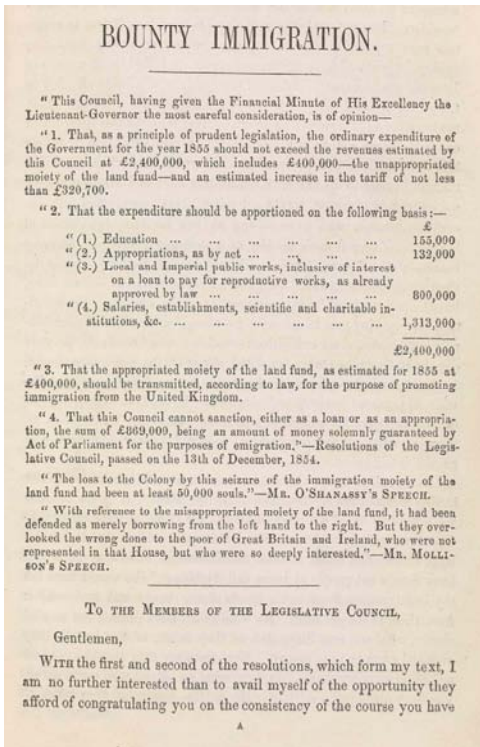 BOUNTY IMMIGRATION.
" This Council, having given the Financial Minute of His Excellency the
Lieutenant-Governor the most careful consideration, is of opinion—
" 1. That, as a principle of prudent legislation, the ordinary expenditure of
the Government for the year 1855 should not exceed the revenues estimated by
this Council at £2,400,000, which includes £400,000—the unappropriated
moiety of the land fund—and an estimated increase in the tariff of not less
than £320,700.
" 2. That the expenditure should be apportioned on the following basis :—
£
" (1.) Education ... ... ... ... ... ... 155,000
" (2.) Appropriations, as by act ... ... ... ... 132,000
" (3.) Local and Imperial public works, inclusive of interest
on a loan to pay for reproductive works, as already
approved by law ... ... ... ... ... 800,000
" (4.) Salaries, establishments, scientific and charitable in-
stitutions, &c. ... ... ... ... ... ... 1,313,000
£2,400,000
" 3. That the appropriated moiety of the land fund, as estimated for 1855 at
£400,000, should be transmitted, according to law, for the purpose of promoting
immigration from the United Kingdom.
" 4. That this Council cannot sanction, either as a loan or as an appropria-
tion, the sum of £869,000, being an amount of money solemnly guaranteed by
Act of Parliament for the purposes of emigration."—Resolutions of the Legis-
lative Council, passed on the 13th of December, 1854.
" The loss to the Colony by this seizure of the immigration moiety of the
land fund had been at least 50,000 souls."—MR. O'SHANASSY'S SPEECH.
" With reference to the misappropriated moiety of the land fund, it had been
defended as merely borrowing from the left hand to the right. But they over-
looked the wrong done to the poor of Great Britain and Ireland, who were not
represented in that House, but who were so deeply interested."—MR. MOLLI-
SON'S SPEECH.
TO THE MEMBERS OF THE LEGISLATIVE COUNCIL,
Gentlemen,
WITH the first and second of the resolutions, which form my text, I
am no further interested than to avail myself of the opportunity they
afford of congratulating you on the consistency of the course you have
A